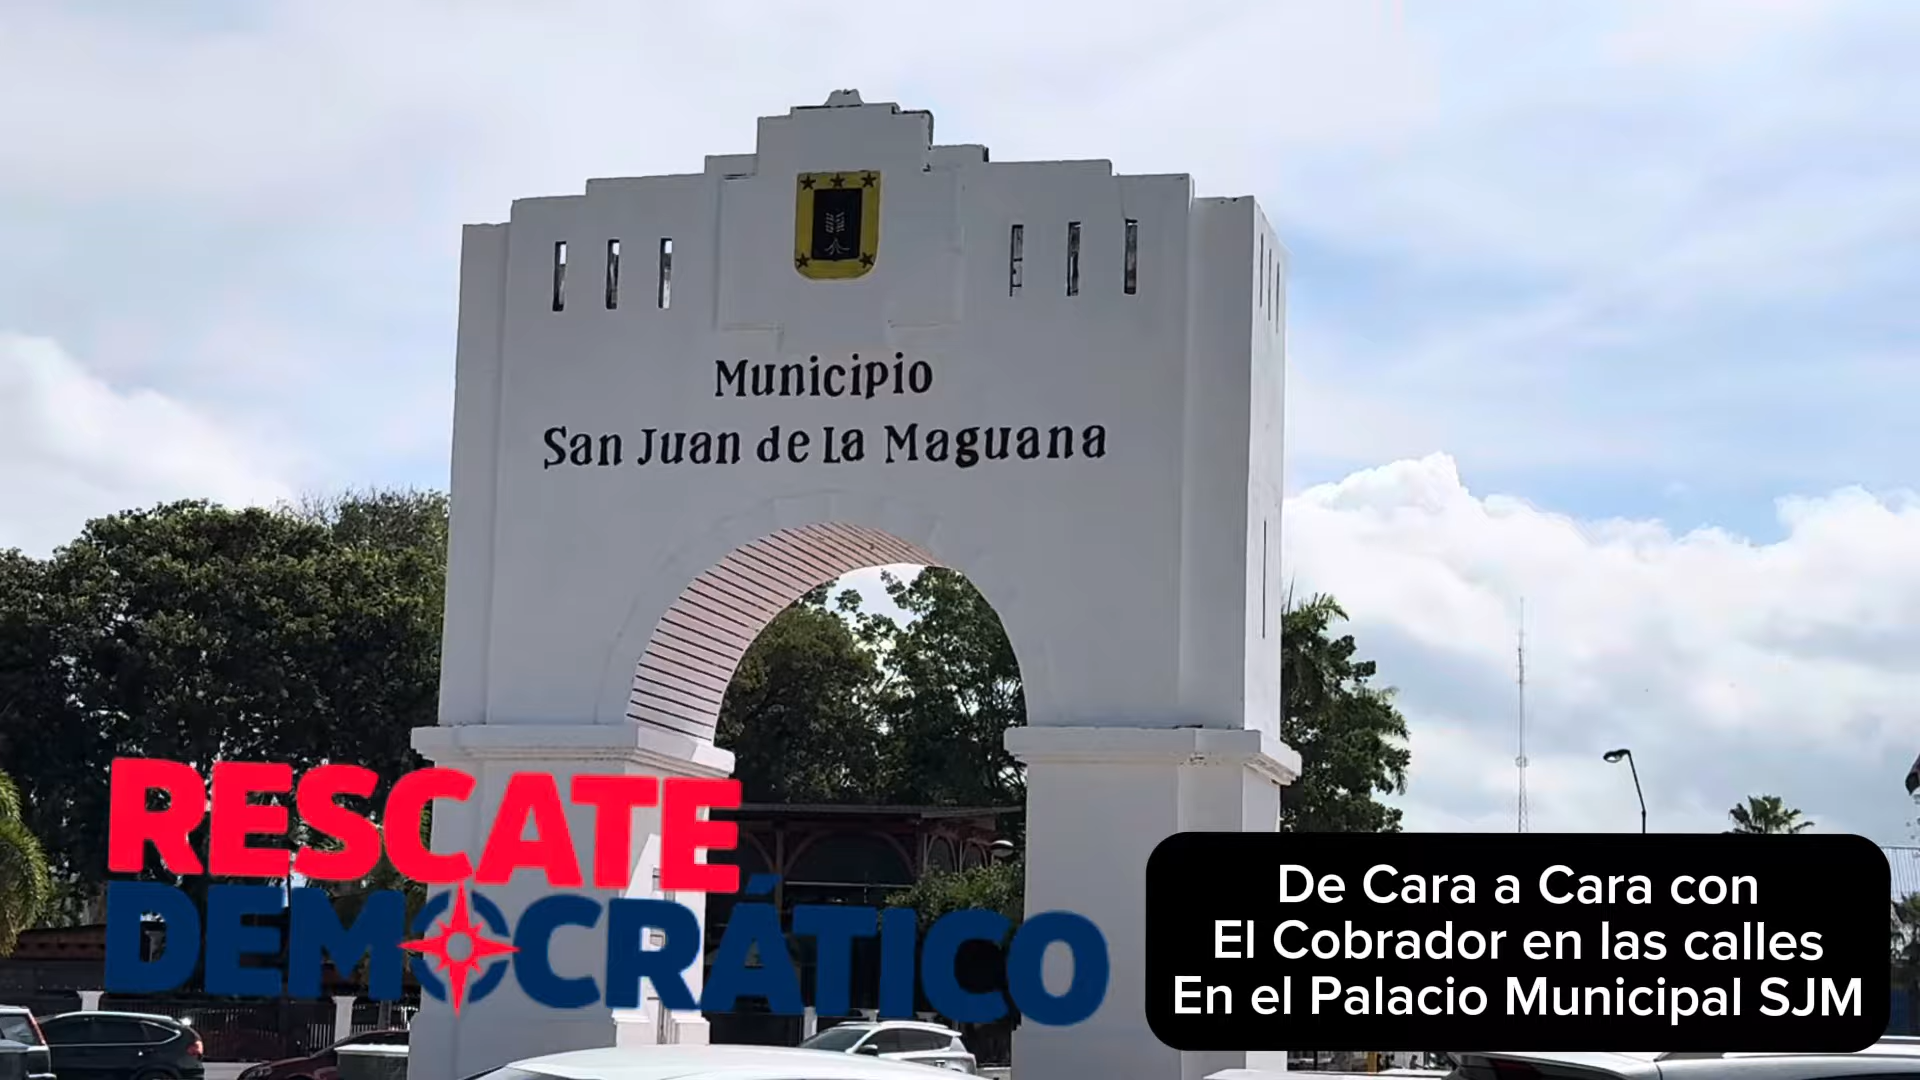 Municipio
San Juan de la Maguana
RESCATE
DEMOCRÁTICO
De Cara a Cara con
El Cobrador en las calles
En el Palacio Municipal SJM